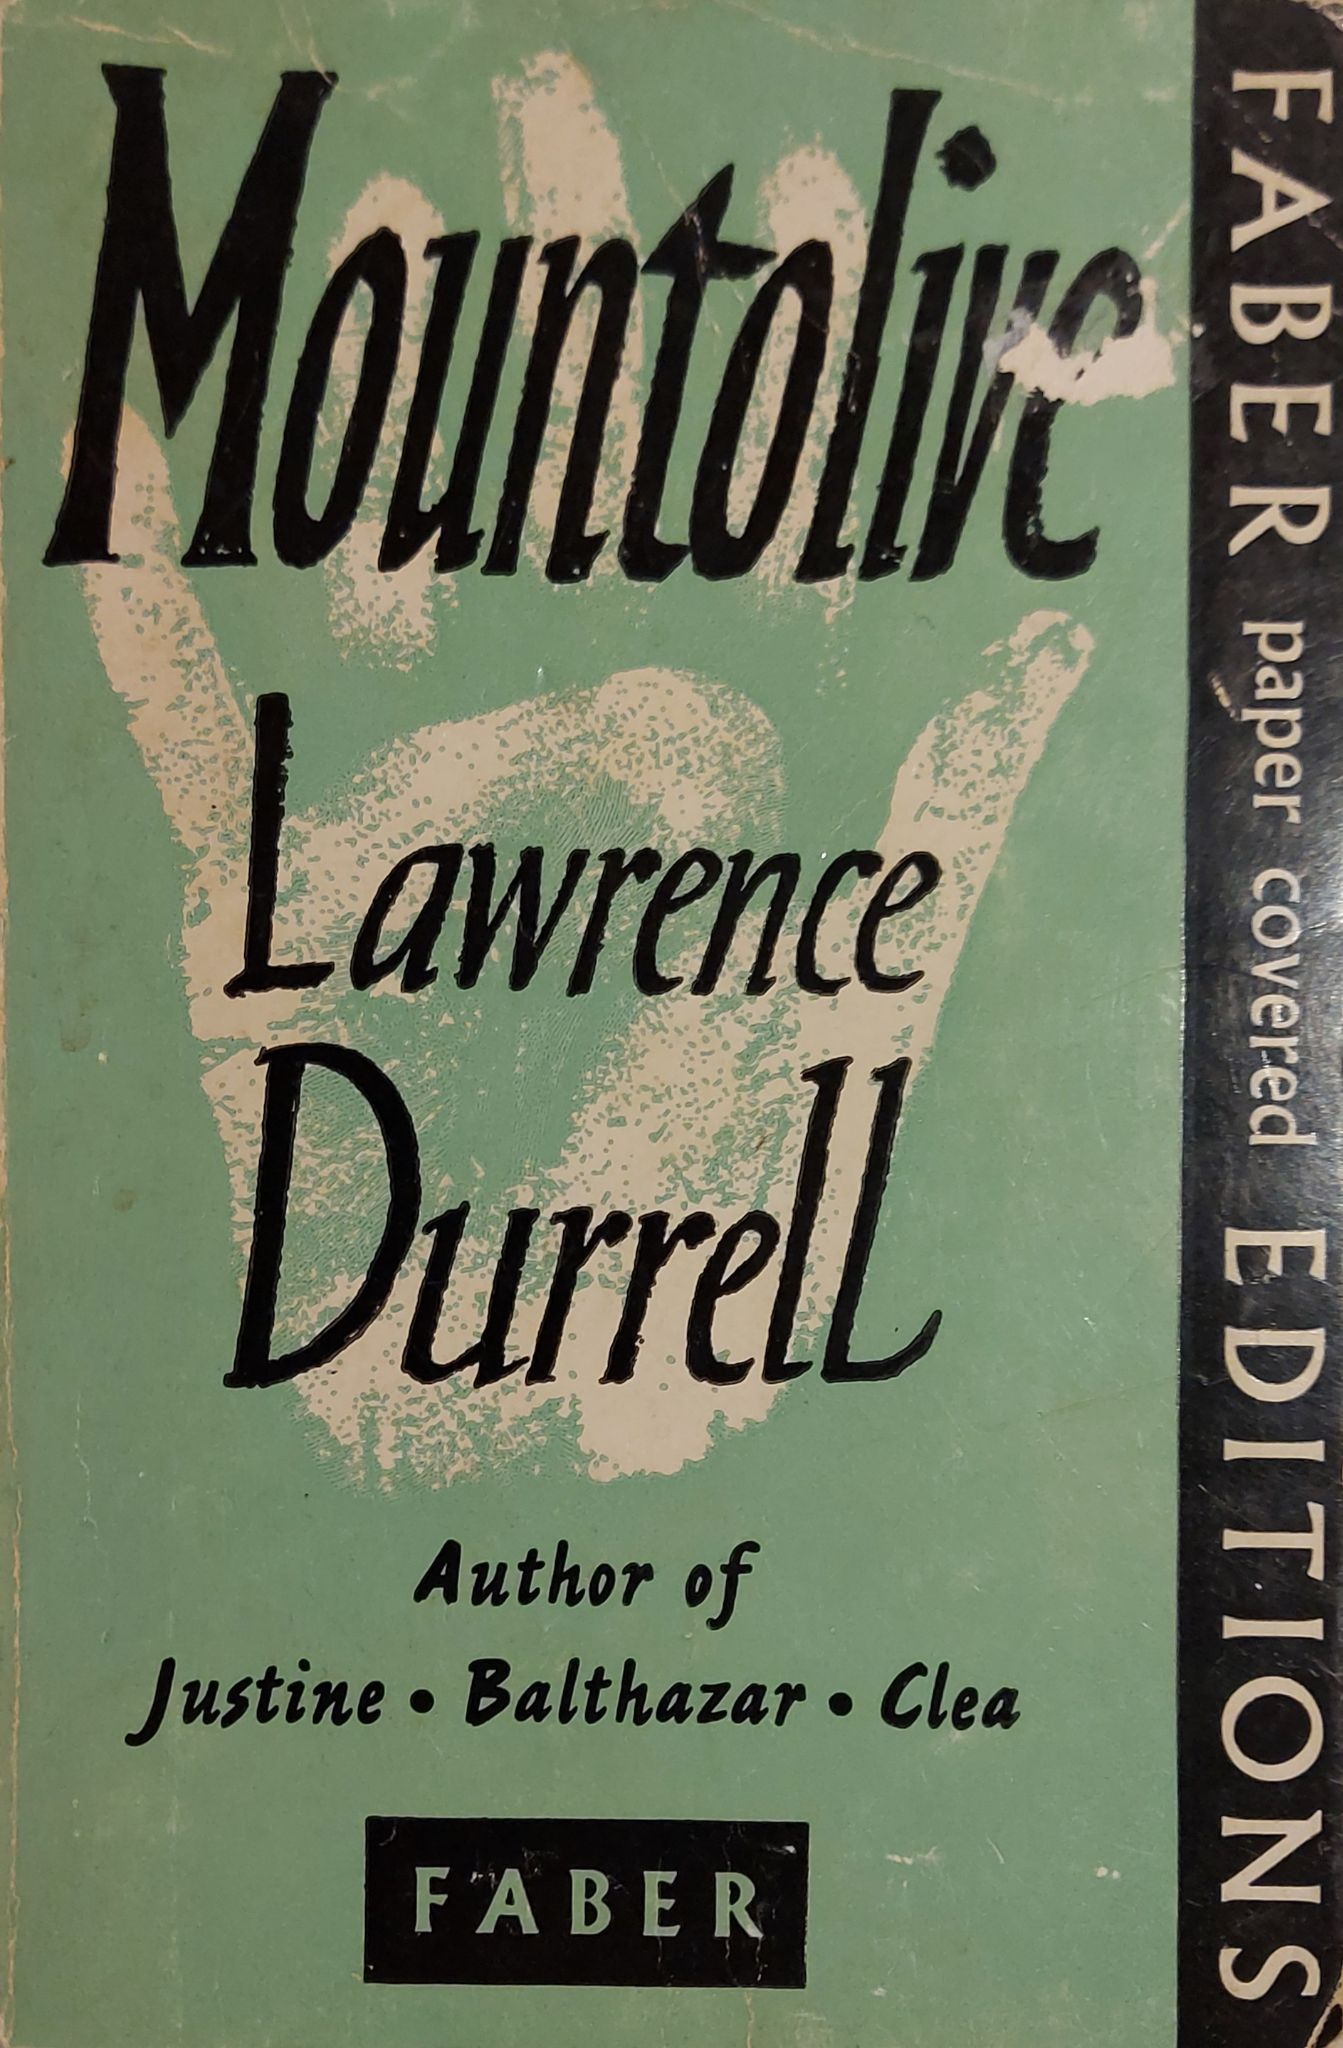 Mountolive
Lawrence
Durrell
Author of
Justine • Balthazar • Clea
FABER
FABER paper covered EDITIONS